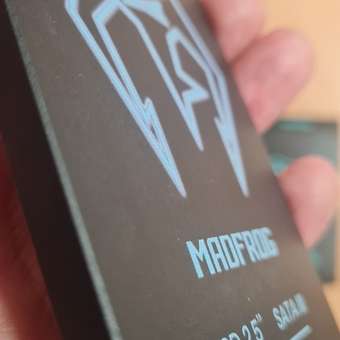 MADFROG
2.5" SATA III